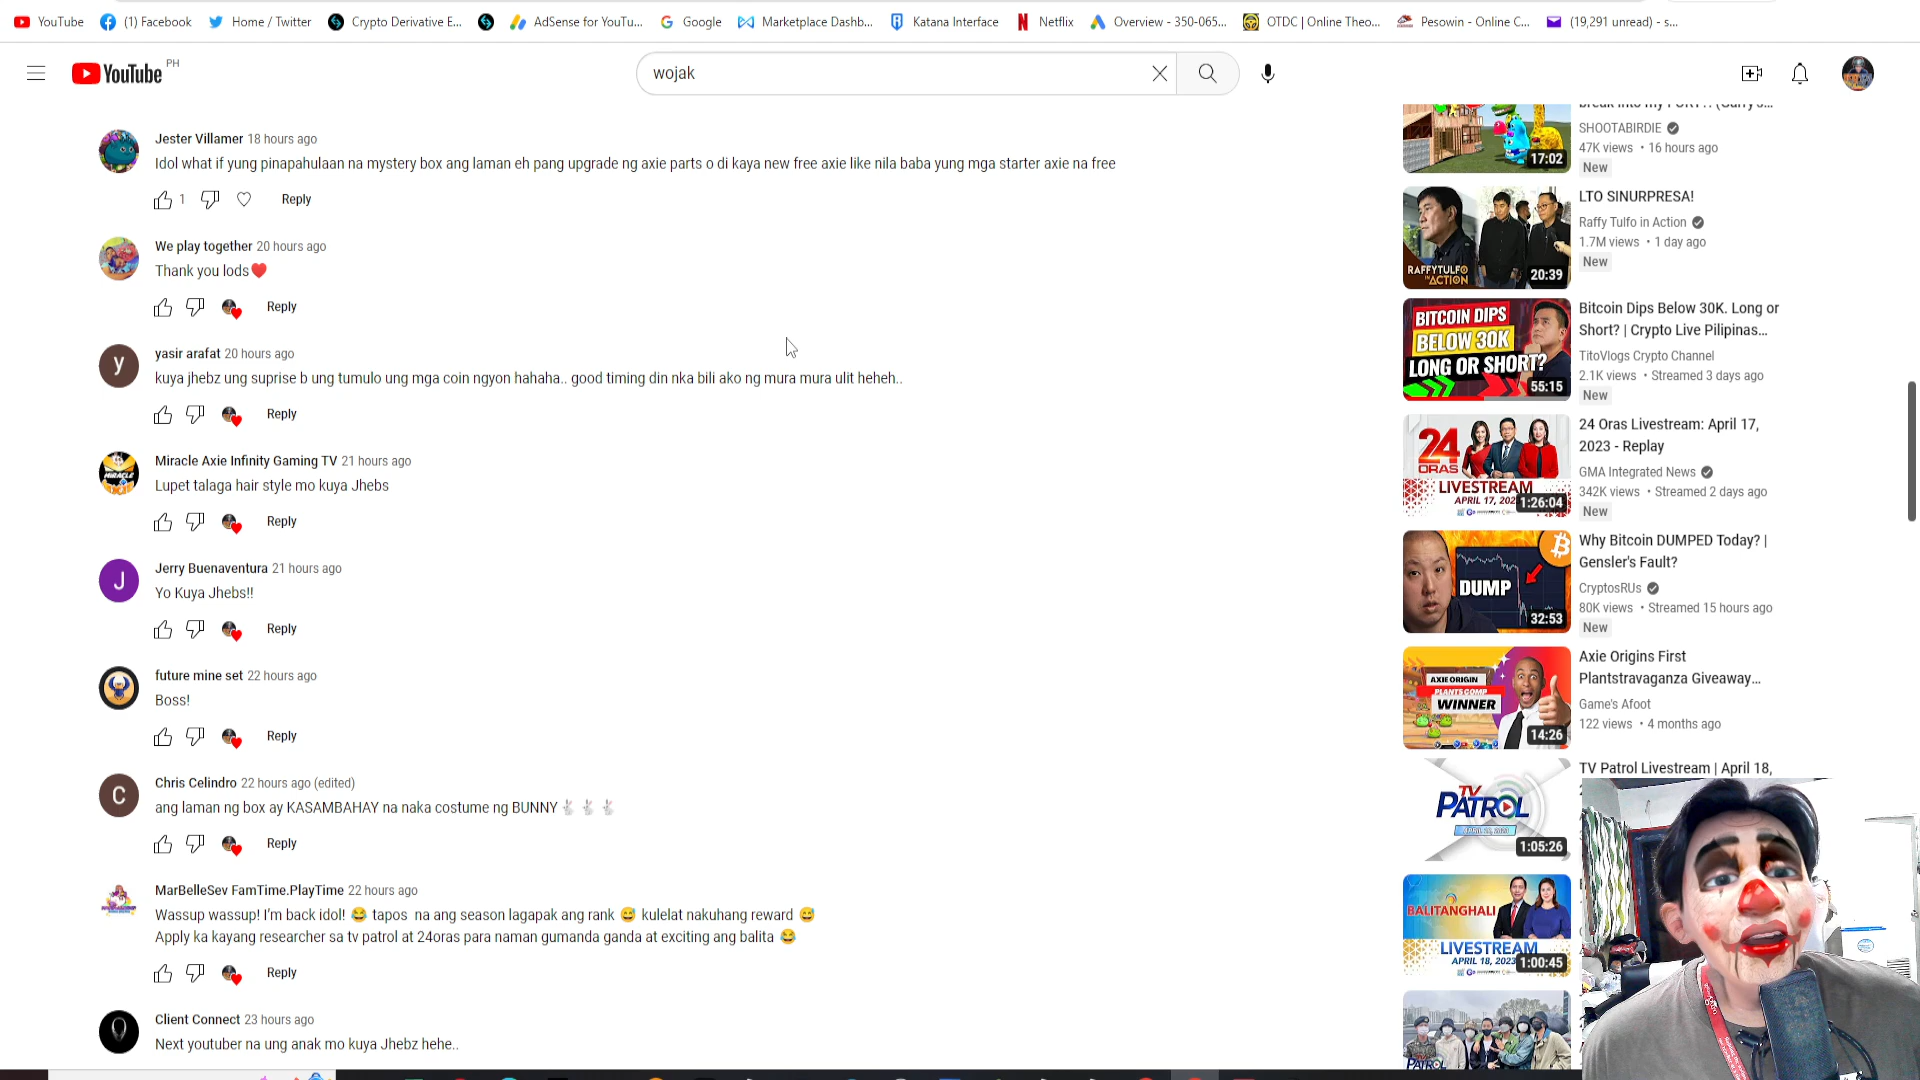 YouTube
(1) Facebook
Home / Twitter
Crypto Derivative E...
AdSense for YouTu...
Google
Marketplace Dashb...
Katana Interface
Netflix
Overview - 350-065...
OTDC | Online Theo...
Pesowin - Online C...
(19,291 unread) - s...
YouTube PH
wojak
Jester Villamer 18 hours ago
Idol what if yung pinapahulaan na mystery box ang laman eh pang upgrade ng axie parts o di kaya new free axie like nila baba yung mga starter axie na free
1
Reply
We play together 20 hours ago
Thank you lods❤️
Reply
y
yasir arafat 20 hours ago
kuya jhebz ung suprise b ung tumulo ung mga coin ngyon hahaha.. good timing din nka bili ako ng mura mura ulit heheh..
Reply
Miracle Axie Infinity Gaming TV 21 hours ago
Lupet talaga hair style mo kuya Jhebs
Reply
J
Jerry Buenaventura 21 hours ago
Yo Kuya Jhebs!!
Reply
future mine set 22 hours ago
Boss!
Reply
C
Chris Celindro 22 hours ago (edited)
ang laman ng box ay KASAMBAHAY na naka costume ng BUNNY🐇🐇🐇
Reply
MarBelleSev FamTime.PlayTime 22 hours ago
Wassup wassup! I’m back idol! 😂 tapos na ang season lagapak ang rank 😅 kulelat nakuhang reward 😅
Apply ka kayang researcher sa tv patrol at 24oras para naman gumanda ganda at exciting ang balita 😂
Reply
Client Connect 23 hours ago
Next youtuber na ung anak mo kuya Jhebz hehe..
17:02
SHOOTABIRDIE
47K views • 16 hours ago
New
RAFFYTULFO
IN ACTION
20:39
LTO SINURPRESA!
Raffy Tulfo in Action
1.7M views • 1 day ago
New
BITCOIN DIPS
BELOW 30K
LONG OR SHORT?
55:15
Bitcoin Dips Below 30K. Long or
Short? | Crypto Live Pilipinas...
TitoVlogs Crypto Channel
2.1K views • Streamed 3 days ago
New
24
ORAS
LIVESTREAM
APRIL 17, 202
1:26:04
24 Oras Livestream: April 17,
2023 - Replay
GMA Integrated News
342K views • Streamed 2 days ago
New
DUMP
32:53
Why Bitcoin DUMPED Today? |
Gensler's Fault?
CryptosRUs
80K views • Streamed 15 hours ago
New
AXIE ORIGIN
PLANTS COMP
WINNER
14:26
Axie Origins First
Plantstravaganza Giveaway...
Game's Afoot
122 views • 4 months ago
TV
PATROL
1:05:26
TV Patrol Livestream | April 18,
BALITANGHALI
LIVESTREAM
APRIL 18, 2023
1:00:45
PATROL